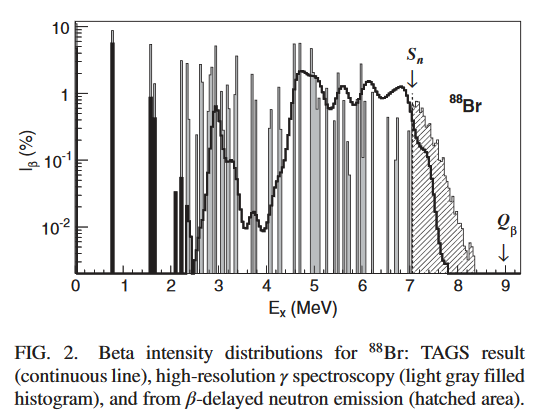 10
S_n
1
⁸⁸Br
I_β (%)
10⁻¹
10⁻²
Q_β
0 1 2 3 4 5 6 7 8 9
E_x (MeV)
FIG. 2. Beta intensity distributions for ⁸⁸Br: TAGS result
(continuous line), high-resolution γ spectroscopy (light gray filled
histogram), and from β-delayed neutron emission (hatched area).